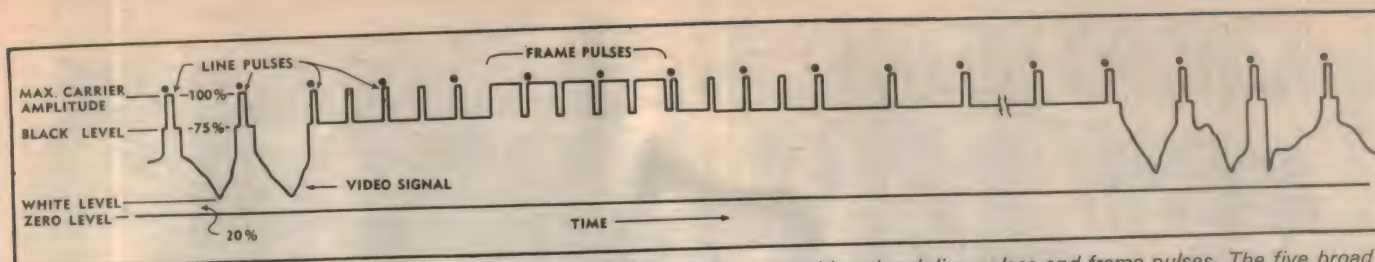 FRAME PULSES
LINE PULSES
MAX. CARRIER
AMPLITUDE
-100%-
BLACK LEVEL
-75%-
VIDEO SIGNAL
WHITE LEVEL
ZERO LEVEL
TIME
20%
line pulses and frame pulses. The five broad